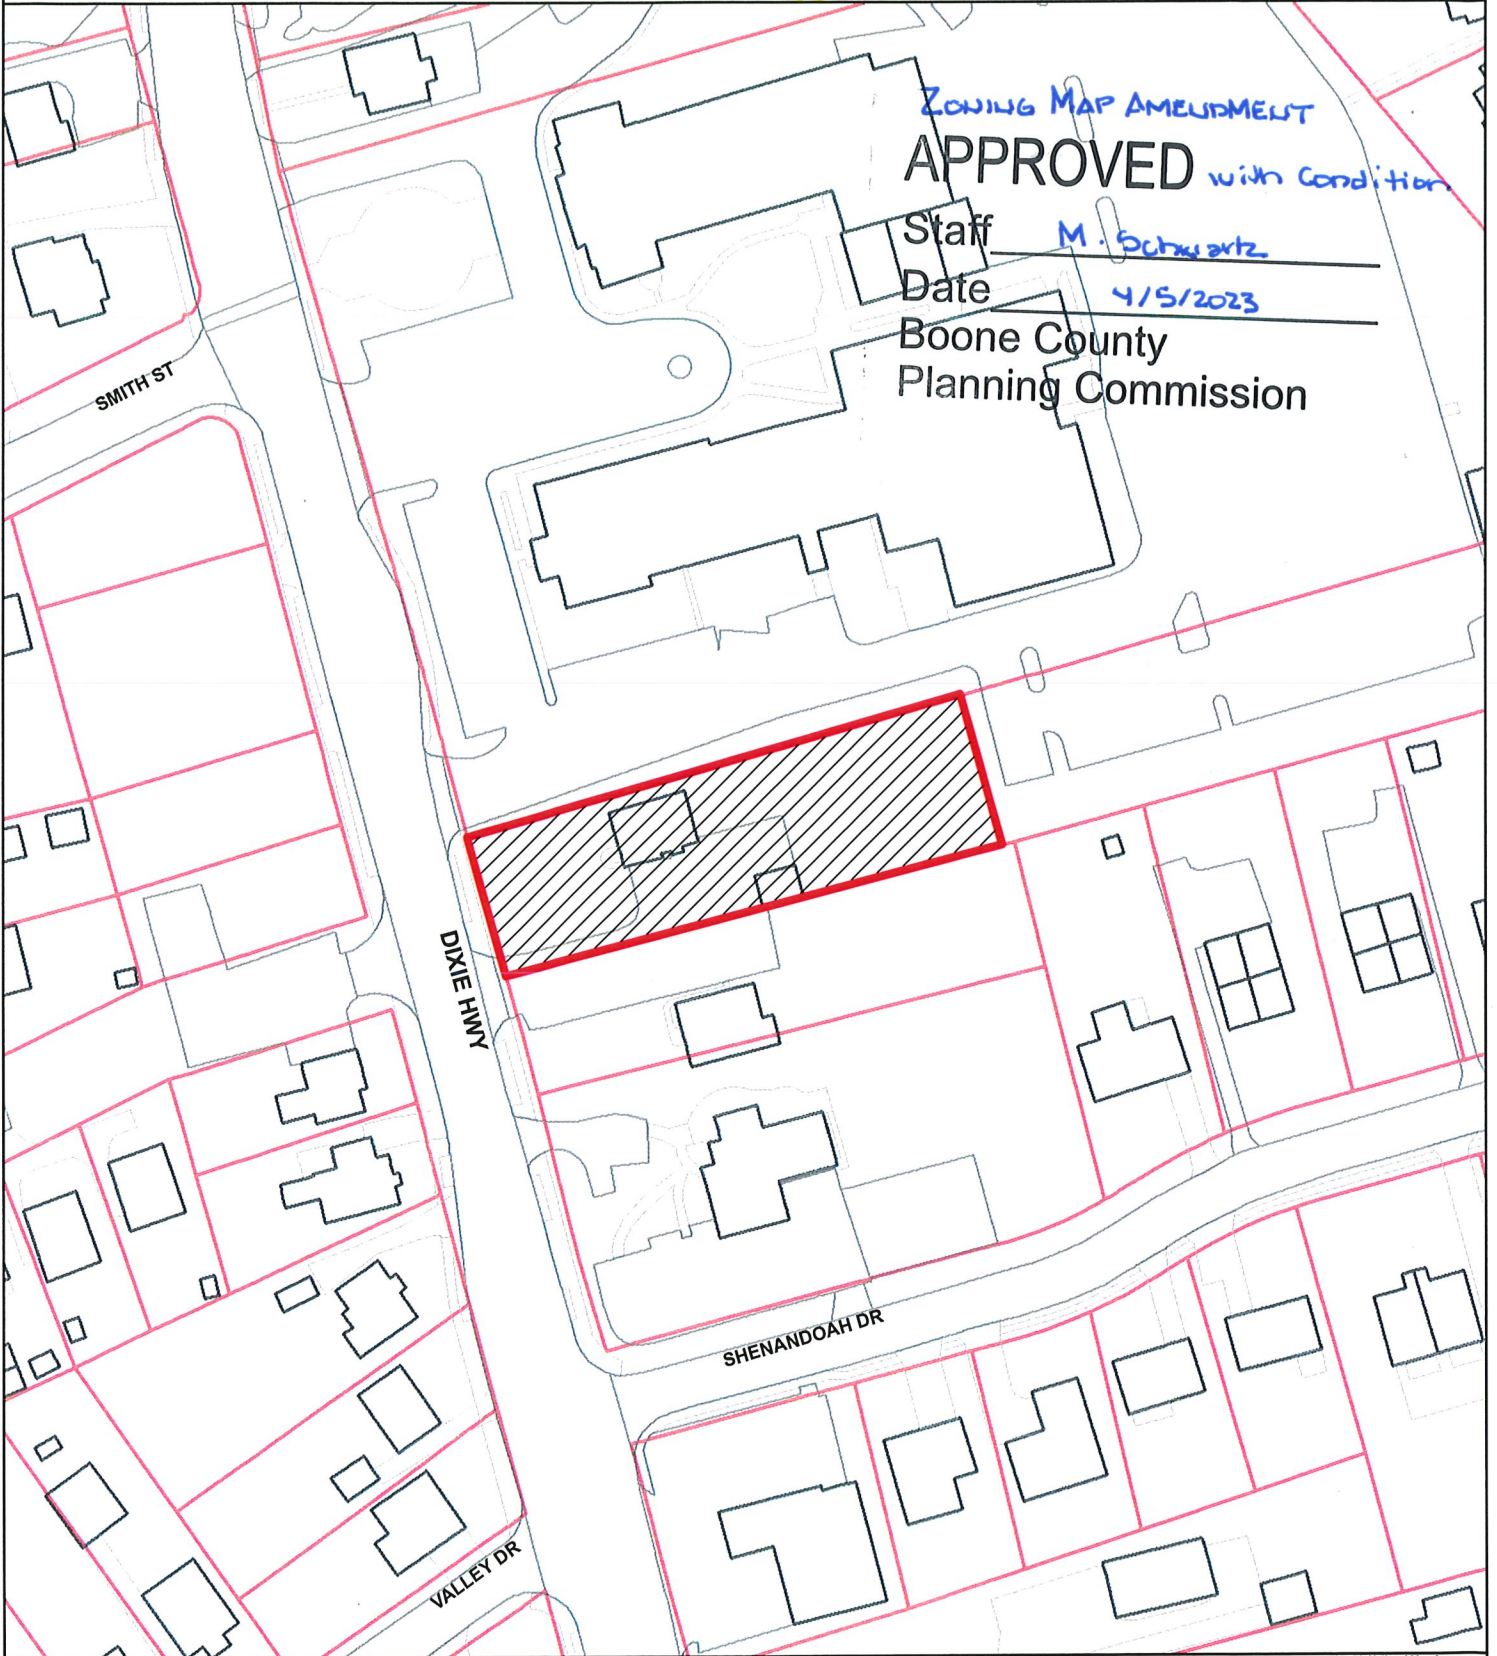 ZONING MAP AMENDMENT
APPROVED with Condition
Staff M. Schwartz
Date 4/5/2023
Boone County
Planning Commission
SMITH ST
DIXIE HWY
SHENANDOAH DR
VALLEY DR